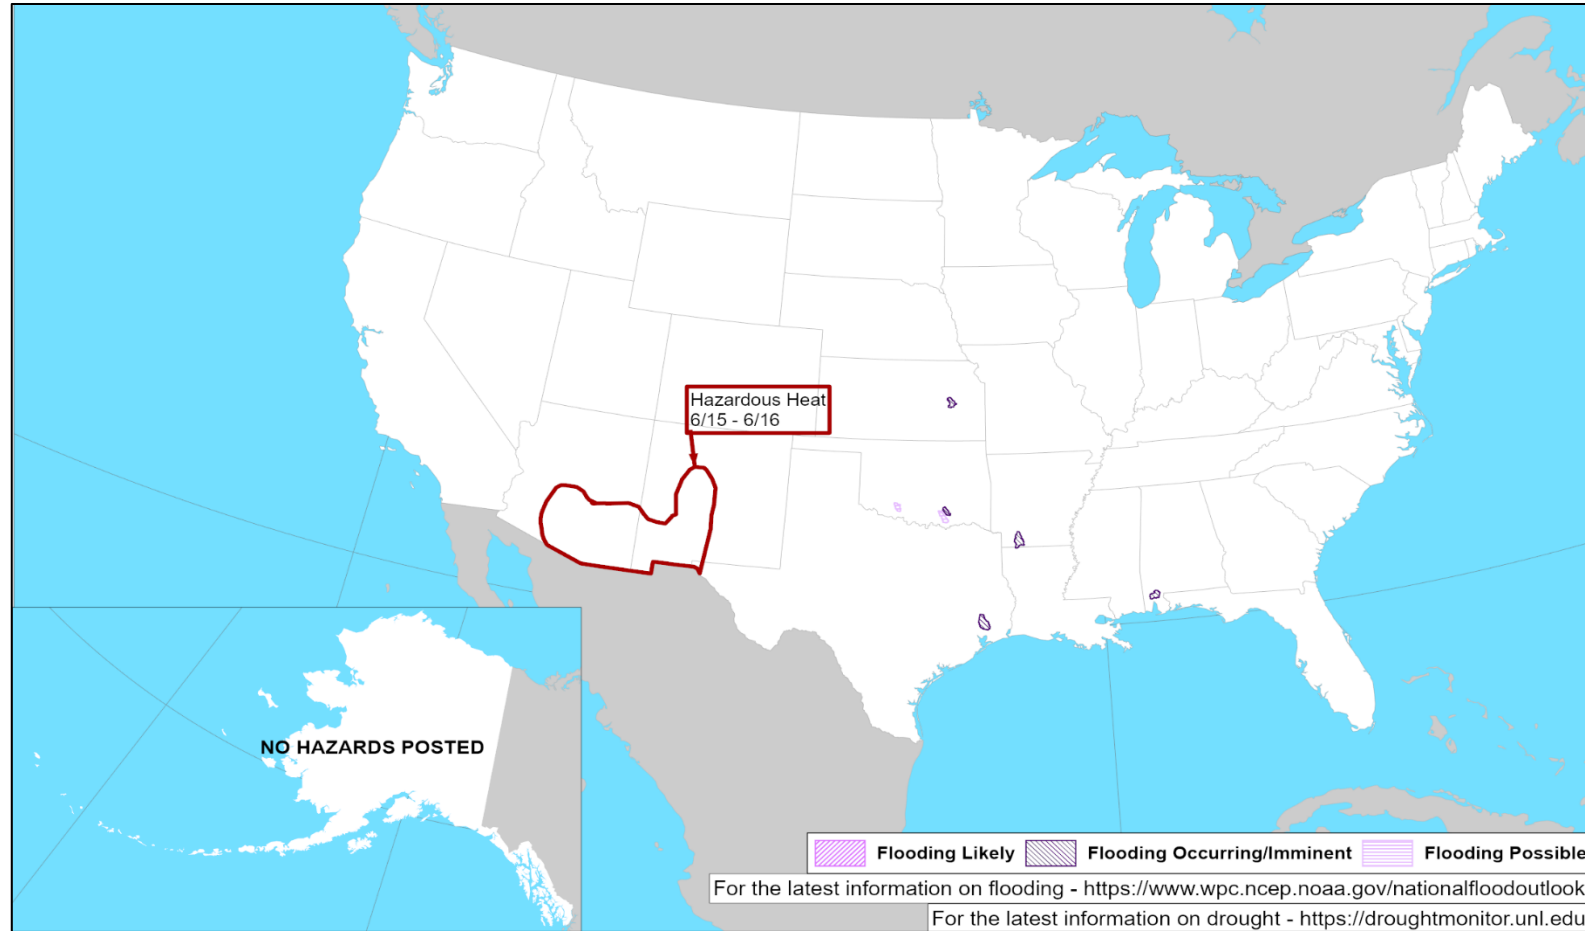 Hazardous Heat
6/15 - 6/16
NO HAZARDS POSTED
Flooding Likely
Flooding Occurring/Imminent
Flooding Possible
For the latest information on flooding - https://www.wpc.ncep.noaa.gov/nationalfloodoutlook
For the latest information on drought - https://droughtmonitor.unl.edu